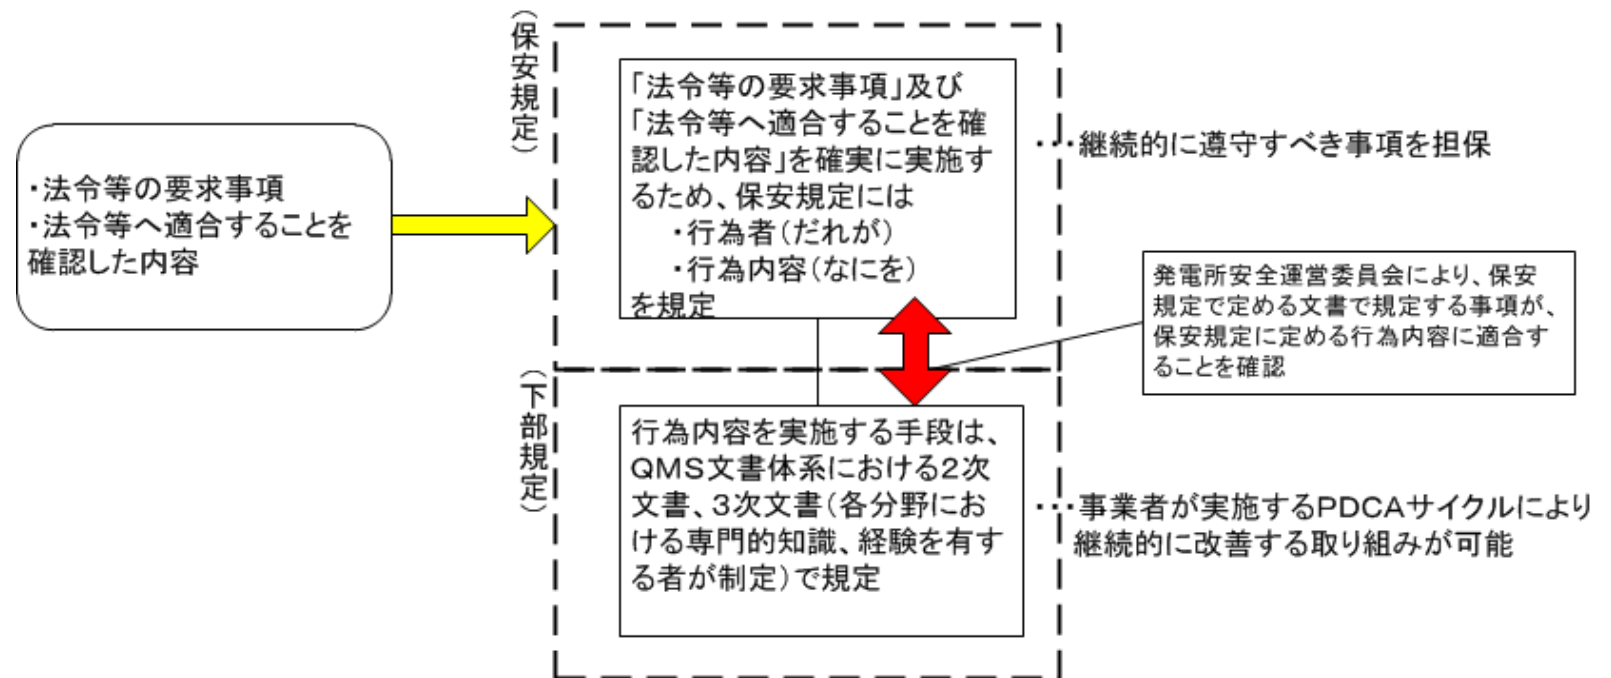 ・法令等の要求事項
・法令等へ適合することを
確認した内容
（保安規定）
「法令等の要求事項」及び
「法令等へ適合することを確
認した内容」を確実に実施す
るため、保安規定には
・行為者（だれが）
・行為内容（なにを）
を規定
・・・継続的に遵守すべき事項を担保
発電所安全運営委員会により、保安
規定で定める文書で規定する事項が、
保安規定に定める行為内容に適合す
ることを確認
（下部規定）
行為内容を実施する手段は、
QMS文書体系における2次
文書、3次文書（各分野にお
ける専門的知識、経験を有す
る者が制定）で規定
・・・事業者が実施するPDCAサイクルにより
継続的に改善する取り組みが可能